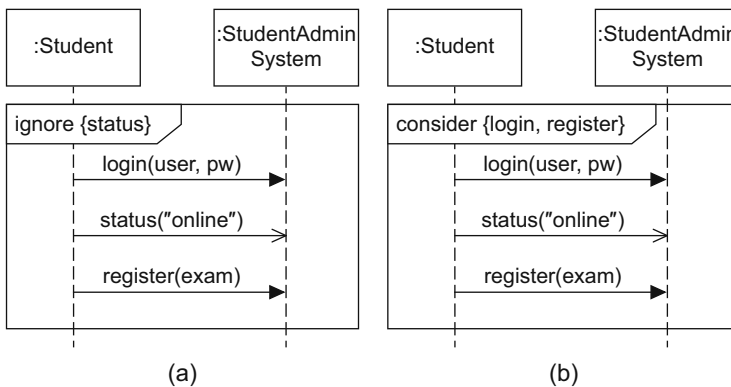 :Student
:StudentAdmin
System
ignore {status}
login(user, pw)
status("online")
register(exam)
(a)
:Student
:StudentAdmin
System
consider {login, register}
login(user, pw)
status("online")
register(exam)
(b)